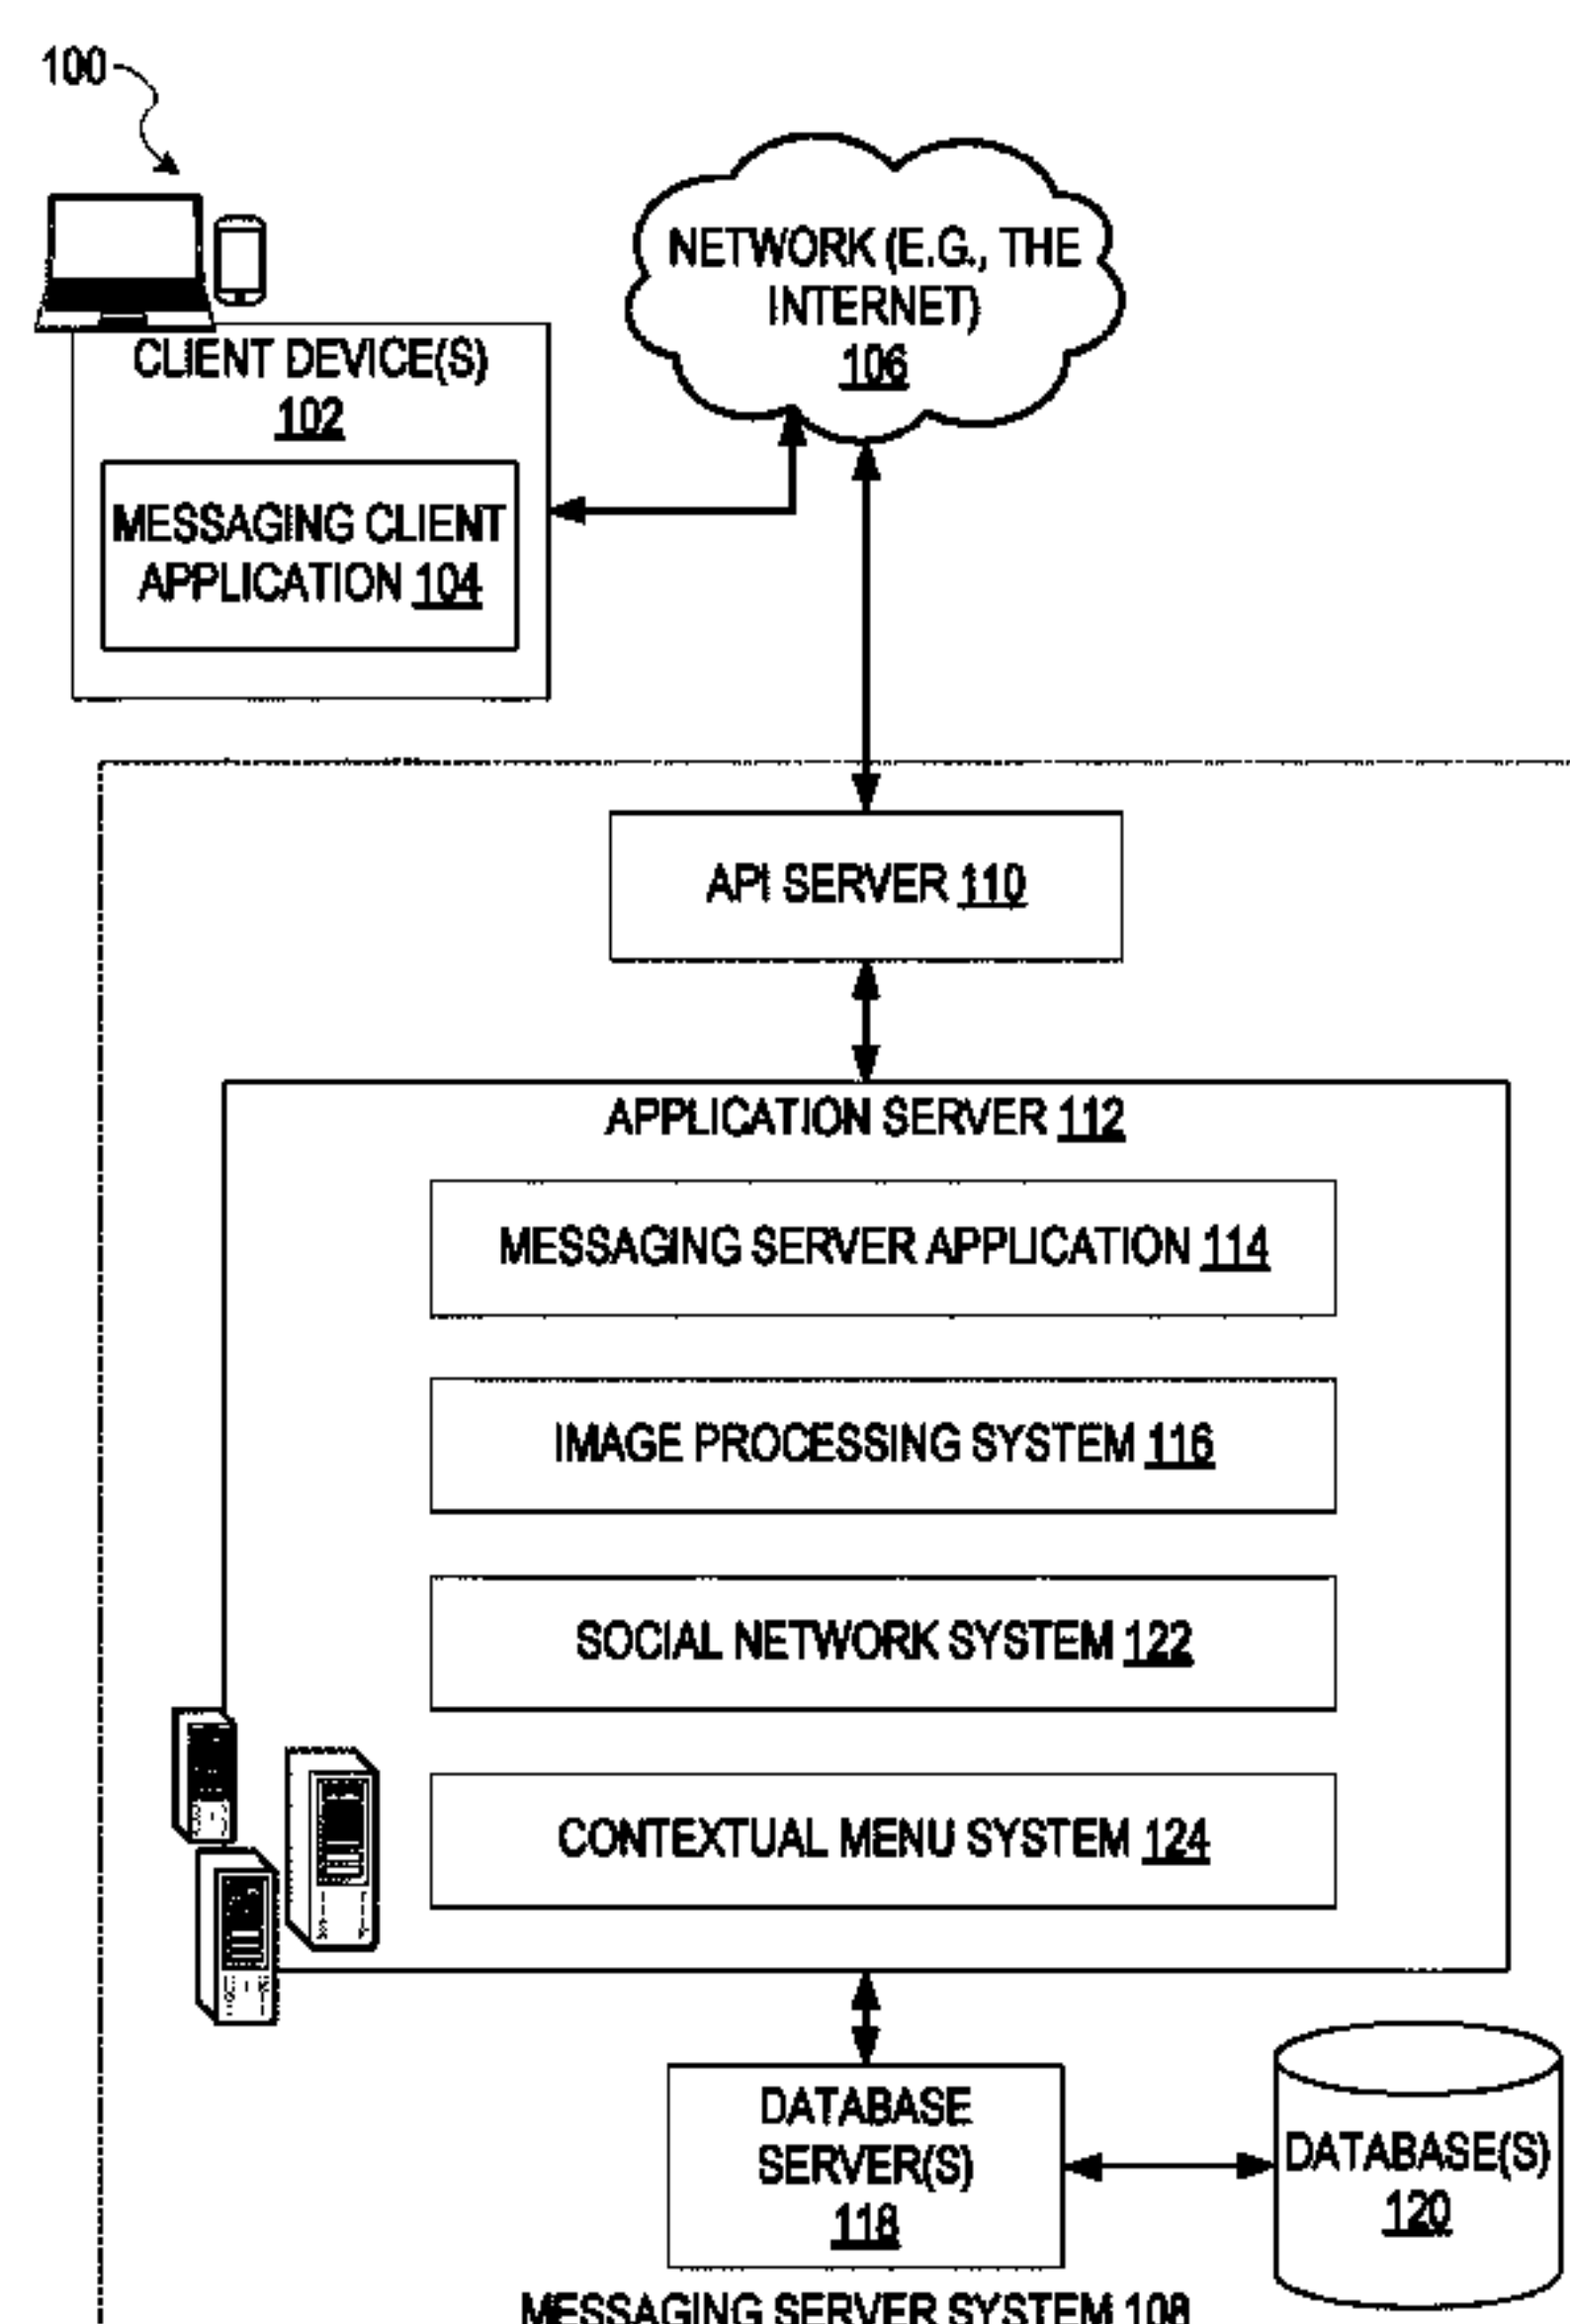 100
NETWORK (E.G., THE
INTERNET)
106
CLIENT DEVICE(S)
102
MESSAGING CLIENT
APPLICATION 104
API SERVER 110
APPLICATION SERVER 112
MESSAGING SERVER APPLICATION 114
IMAGE PROCESSING SYSTEM 116
SOCIAL NETWORK SYSTEM 122
CONTEXTUAL MENU SYSTEM 124
DATABASE
SERVER(S)
118
DATABASE(S)
120
MESSAGING SERVER SYSTEM 108